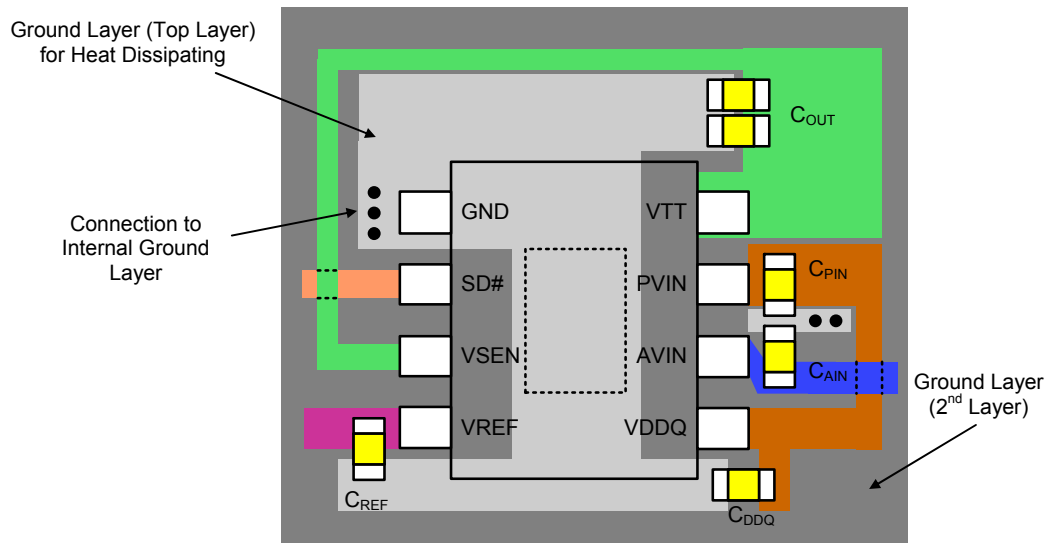 Ground Layer (Top Layer)
for Heat Dissipating
COUT
GND
VTT
Connection to
Internal Ground
Layer
SD#
PVIN
CPIN
VSEN
AVIN
CAIN
Ground Layer
(2nd Layer)
VREF
VDDQ
CREF
CDDQ